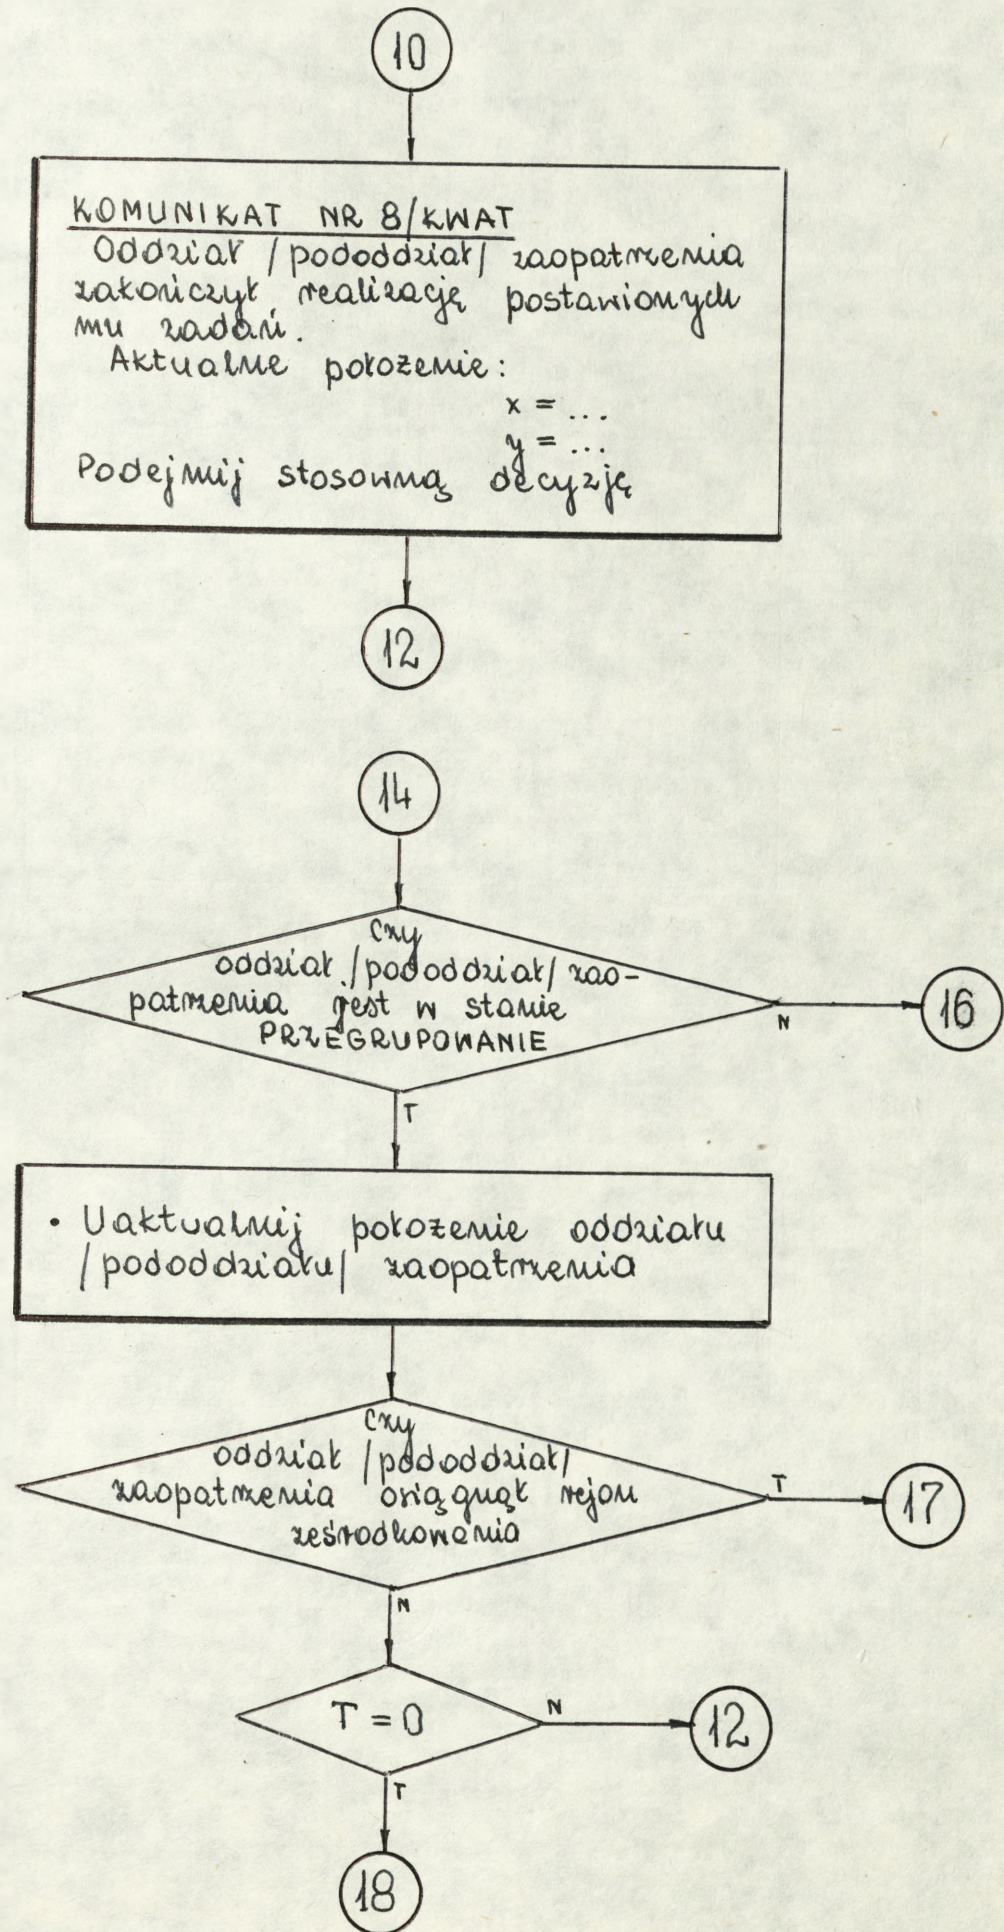 10
KOMUNIKAT NR 8/KWAT
Oddział /pododdział/ zaopatrzenia
zakończył realizację postawionych
mu zadań.
Aktualne położenie:
x = ...
y = ...
Podejmij stosowną decyzję
12
14
czy
oddział /pododdział/ zao-
patrzenia jest w stanie
PRZEGRUPOWANIE
N
16
T
• Uaktualnij położenie oddziału
/pododdziału/ zaopatrzenia
czy
oddział /pododdział/
zaopatrzenia osiągnął rejon
ześrodkowania
T
17
N
T = 0
N
12
T
18